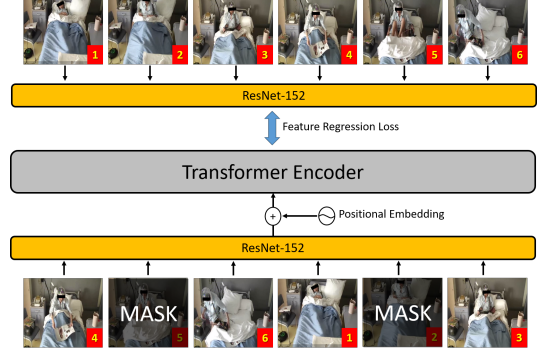 1 2 3 4 5 6
ResNet-152
Feature Regression Loss
Transformer Encoder
+
Positional Embedding
ResNet-152
MASK MASK
4 5 6 1 2 3